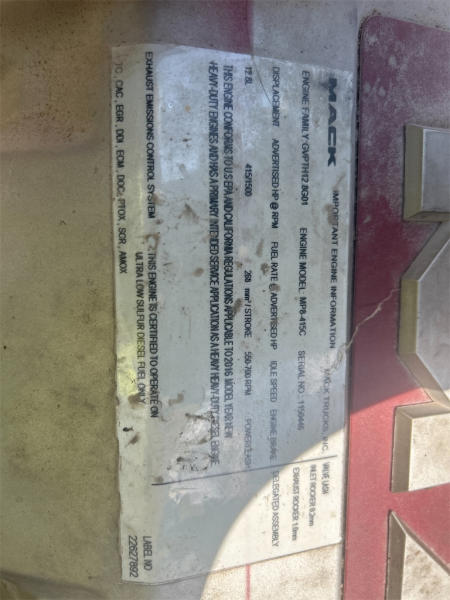 MACK IMPORTANT ENGINE INFORMATION MACK TRUCKS, INC.
ENGINE FAMILY: GVPTH12.8G01 ENGINE MODEL: MP8-415C SERIAL NO.: 1150446
DISPLACEMENT ADVERTISED HP @ RPM FUEL RATE @ ADVERTISED HP IDLE SPEED ENGINE BRAKE DELEGATED ASSEMBLY
12.8L 415/1500 268 mm³/STROKE 550-700 RPM POWERLEASH
THIS ENGINE CONFORMS TO U.S EPA AND CALIFORNIA REGULATIONS APPLICABLE TO 2016 MODEL YEAR NEW
HEAVY-DUTY ENGINES AND HAS A PRIMARY INTENDED SERVICE APPLICATION AS A HEAVY HEAVY-DUTY DIESEL ENGINE.
EXHAUST EMISSIONS CONTROL SYSTEM
TC, CAC, EGR, DDI, ECM, DOC, PTOX, SCR, AMOX
THIS ENGINE IS CERTIFIED TO OPERATE ON
ULTRA LOW SULFUR DIESEL FUEL ONLY
VALVE LASH
INLET ROCKER 0.2mm
EXHAUST ROCKER 1.0mm
LABEL NO
22627892